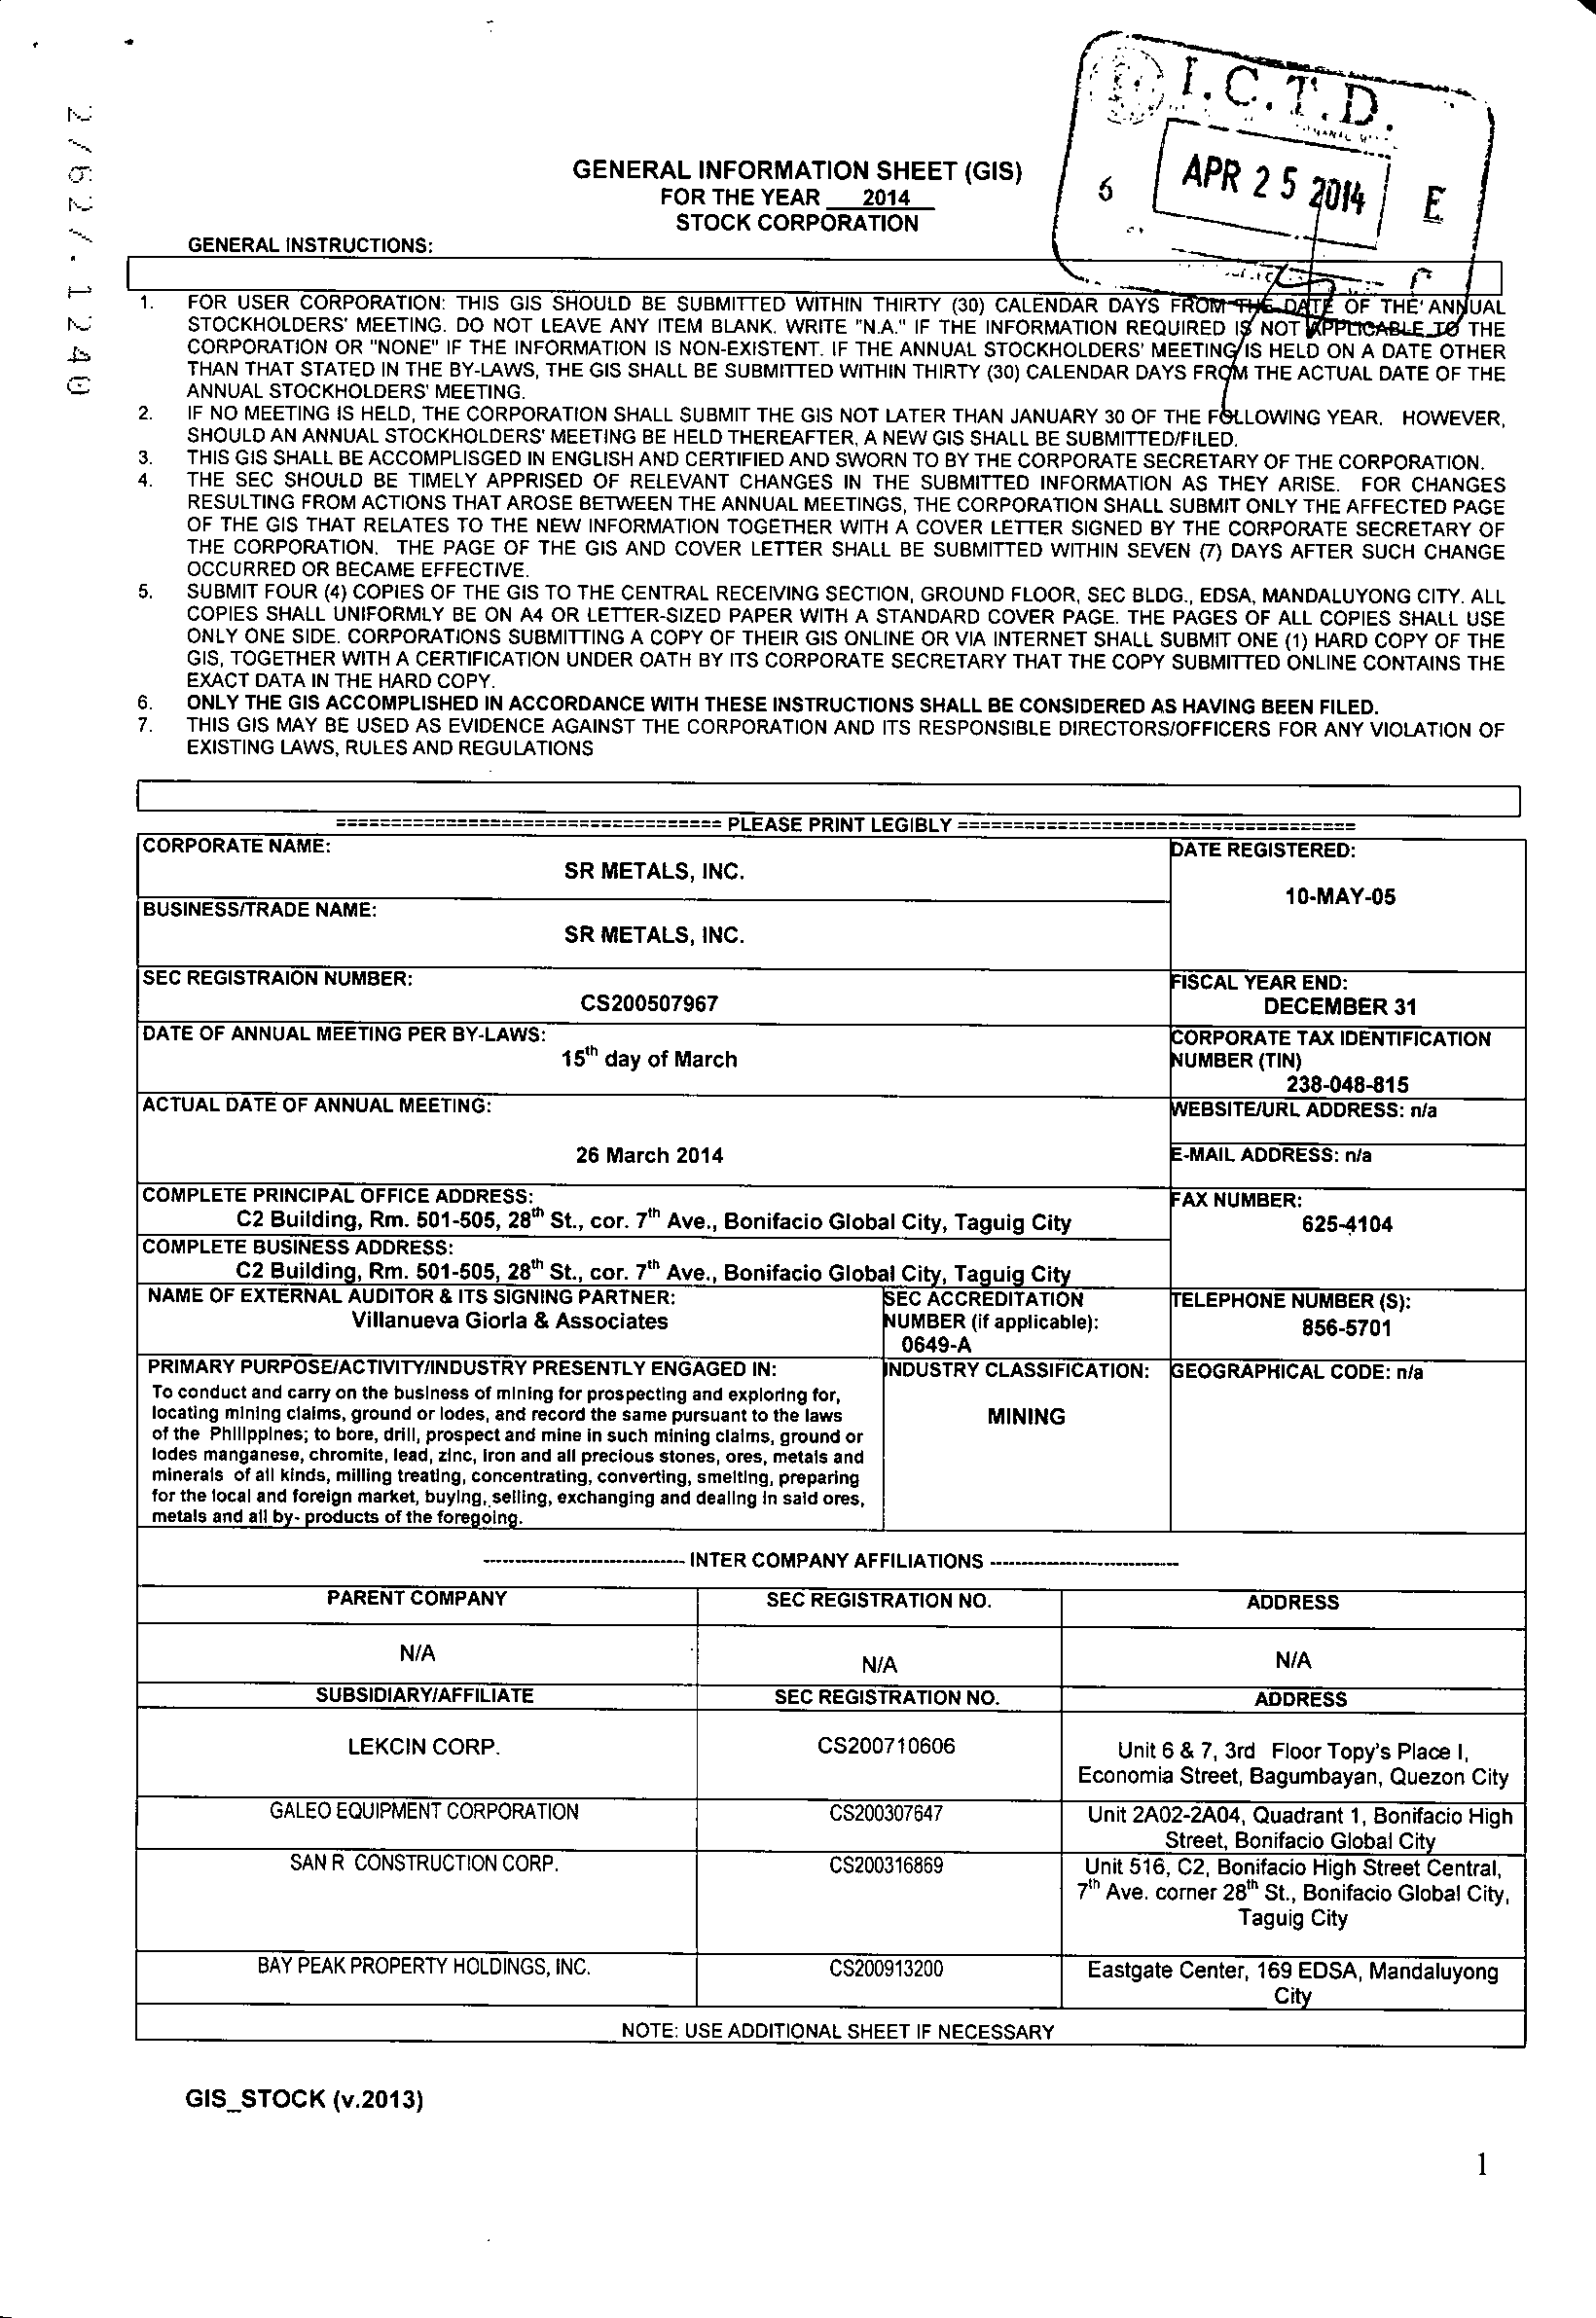 I.C.T.D.
APR 25 2014
6
E
2/62/.1240
GENERAL INFORMATION SHEET (GIS)
FOR THE YEAR 2014
STOCK CORPORATION
GENERAL INSTRUCTIONS:
1. FOR USER CORPORATION: THIS GIS SHOULD BE SUBMITTED WITHIN THIRTY (30) CALENDAR DAYS FROM THE DATE OF THE ANNUAL
STOCKHOLDERS' MEETING. DO NOT LEAVE ANY ITEM BLANK. WRITE "N.A." IF THE INFORMATION REQUIRED IS NOT APPLICABLE TO THE
CORPORATION OR "NONE" IF THE INFORMATION IS NON-EXISTENT. IF THE ANNUAL STOCKHOLDERS' MEETING IS HELD ON A DATE OTHER
THAN THAT STATED IN THE BY-LAWS, THE GIS SHALL BE SUBMITTED WITHIN THIRTY (30) CALENDAR DAYS FROM THE ACTUAL DATE OF THE
ANNUAL STOCKHOLDERS' MEETING.
2. IF NO MEETING IS HELD, THE CORPORATION SHALL SUBMIT THE GIS NOT LATER THAN JANUARY 30 OF THE FOLLOWING YEAR. HOWEVER,
SHOULD AN ANNUAL STOCKHOLDERS' MEETING BE HELD THEREAFTER, A NEW GIS SHALL BE SUBMITTED/FILED.
3. THIS GIS SHALL BE ACCOMPLISGED IN ENGLISH AND CERTIFIED AND SWORN TO BY THE CORPORATE SECRETARY OF THE CORPORATION.
4. THE SEC SHOULD BE TIMELY APPRISED OF RELEVANT CHANGES IN THE SUBMITTED INFORMATION AS THEY ARISE. FOR CHANGES
RESULTING FROM ACTIONS THAT AROSE BETWEEN THE ANNUAL MEETINGS, THE CORPORATION SHALL SUBMIT ONLY THE AFFECTED PAGE
OF THE GIS THAT RELATES TO THE NEW INFORMATION TOGETHER WITH A COVER LETTER SIGNED BY THE CORPORATE SECRETARY OF
THE CORPORATION. THE PAGE OF THE GIS AND COVER LETTER SHALL BE SUBMITTED WITHIN SEVEN (7) DAYS AFTER SUCH CHANGE
OCCURRED OR BECAME EFFECTIVE.
5. SUBMIT FOUR (4) COPIES OF THE GIS TO THE CENTRAL RECEIVING SECTION, GROUND FLOOR, SEC BLDG., EDSA, MANDALUYONG CITY. ALL
COPIES SHALL UNIFORMLY BE ON A4 OR LETTER-SIZED PAPER WITH A STANDARD COVER PAGE. THE PAGES OF ALL COPIES SHALL USE
ONLY ONE SIDE. CORPORATIONS SUBMITTING A COPY OF THEIR GIS ONLINE OR VIA INTERNET SHALL SUBMIT ONE (1) HARD COPY OF THE
GIS, TOGETHER WITH A CERTIFICATION UNDER OATH BY ITS CORPORATE SECRETARY THAT THE COPY SUBMITTED ONLINE CONTAINS THE
EXACT DATA IN THE HARD COPY.
6. ONLY THE GIS ACCOMPLISHED IN ACCORDANCE WITH THESE INSTRUCTIONS SHALL BE CONSIDERED AS HAVING BEEN FILED.
7. THIS GIS MAY BE USED AS EVIDENCE AGAINST THE CORPORATION AND ITS RESPONSIBLE DIRECTORS/OFFICERS FOR ANY VIOLATION OF
EXISTING LAWS, RULES AND REGULATIONS
=================================== PLEASE PRINT LEGIBLY ====================================
CORPORATE NAME:
SR METALS, INC.
DATE REGISTERED:
10-MAY-05
BUSINESS/TRADE NAME:
SR METALS, INC.
SEC REGISTRAION NUMBER:
CS200507967
FISCAL YEAR END:
DECEMBER 31
DATE OF ANNUAL MEETING PER BY-LAWS:
15th day of March
CORPORATE TAX IDENTIFICATION
NUMBER (TIN)
238-048-815
ACTUAL DATE OF ANNUAL MEETING:
26 March 2014
WEBSITE/URL ADDRESS: n/a
E-MAIL ADDRESS: n/a
COMPLETE PRINCIPAL OFFICE ADDRESS:
C2 Building, Rm. 501-505, 28th St., cor. 7th Ave., Bonifacio Global City, Taguig City
FAX NUMBER:
625-4104
COMPLETE BUSINESS ADDRESS:
C2 Building, Rm. 501-505, 28th St., cor. 7th Ave., Bonifacio Global City, Taguig City
NAME OF EXTERNAL AUDITOR & ITS SIGNING PARTNER:
Villanueva Giorla & Associates
SEC ACCREDITATION
NUMBER (if applicable):
0649-A
TELEPHONE NUMBER (S):
856-5701
PRIMARY PURPOSE/ACTIVITY/INDUSTRY PRESENTLY ENGAGED IN:
To conduct and carry on the business of mining for prospecting and exploring for,
locating mining claims, ground or lodes, and record the same pursuant to the laws
of the Philippines; to bore, drill, prospect and mine in such mining claims, ground or
lodes manganese, chromite, lead, zinc, iron and all precious stones, ores, metals and
minerals of all kinds, milling treating, concentrating, converting, smelting, preparing
for the local and foreign market, buying, selling, exchanging and dealing in said ores,
metals and all by- products of the foregoing.
INDUSTRY CLASSIFICATION:
MINING
GEOGRAPHICAL CODE: n/a
----------------------------- INTER COMPANY AFFILIATIONS ---------------------------
PARENT COMPANY SEC REGISTRATION NO. ADDRESS
N/A N/A N/A
SUBSIDIARY/AFFILIATE SEC REGISTRATION NO. ADDRESS
LEKCIN CORP. CS200710606 Unit 6 & 7, 3rd Floor Topy's Place I,
Economia Street, Bagumbayan, Quezon City
GALEO EQUIPMENT CORPORATION CS200307647 Unit 2A02-2A04, Quadrant 1, Bonifacio High
Street, Bonifacio Global City
SAN R CONSTRUCTION CORP. CS200316869 Unit 516, C2, Bonifacio High Street Central,
7th Ave. corner 28th St., Bonifacio Global City,
Taguig City
BAY PEAK PROPERTY HOLDINGS, INC. CS200913200 Eastgate Center, 169 EDSA, Mandaluyong
City
NOTE: USE ADDITIONAL SHEET IF NECESSARY
GIS_STOCK (v.2013)
1